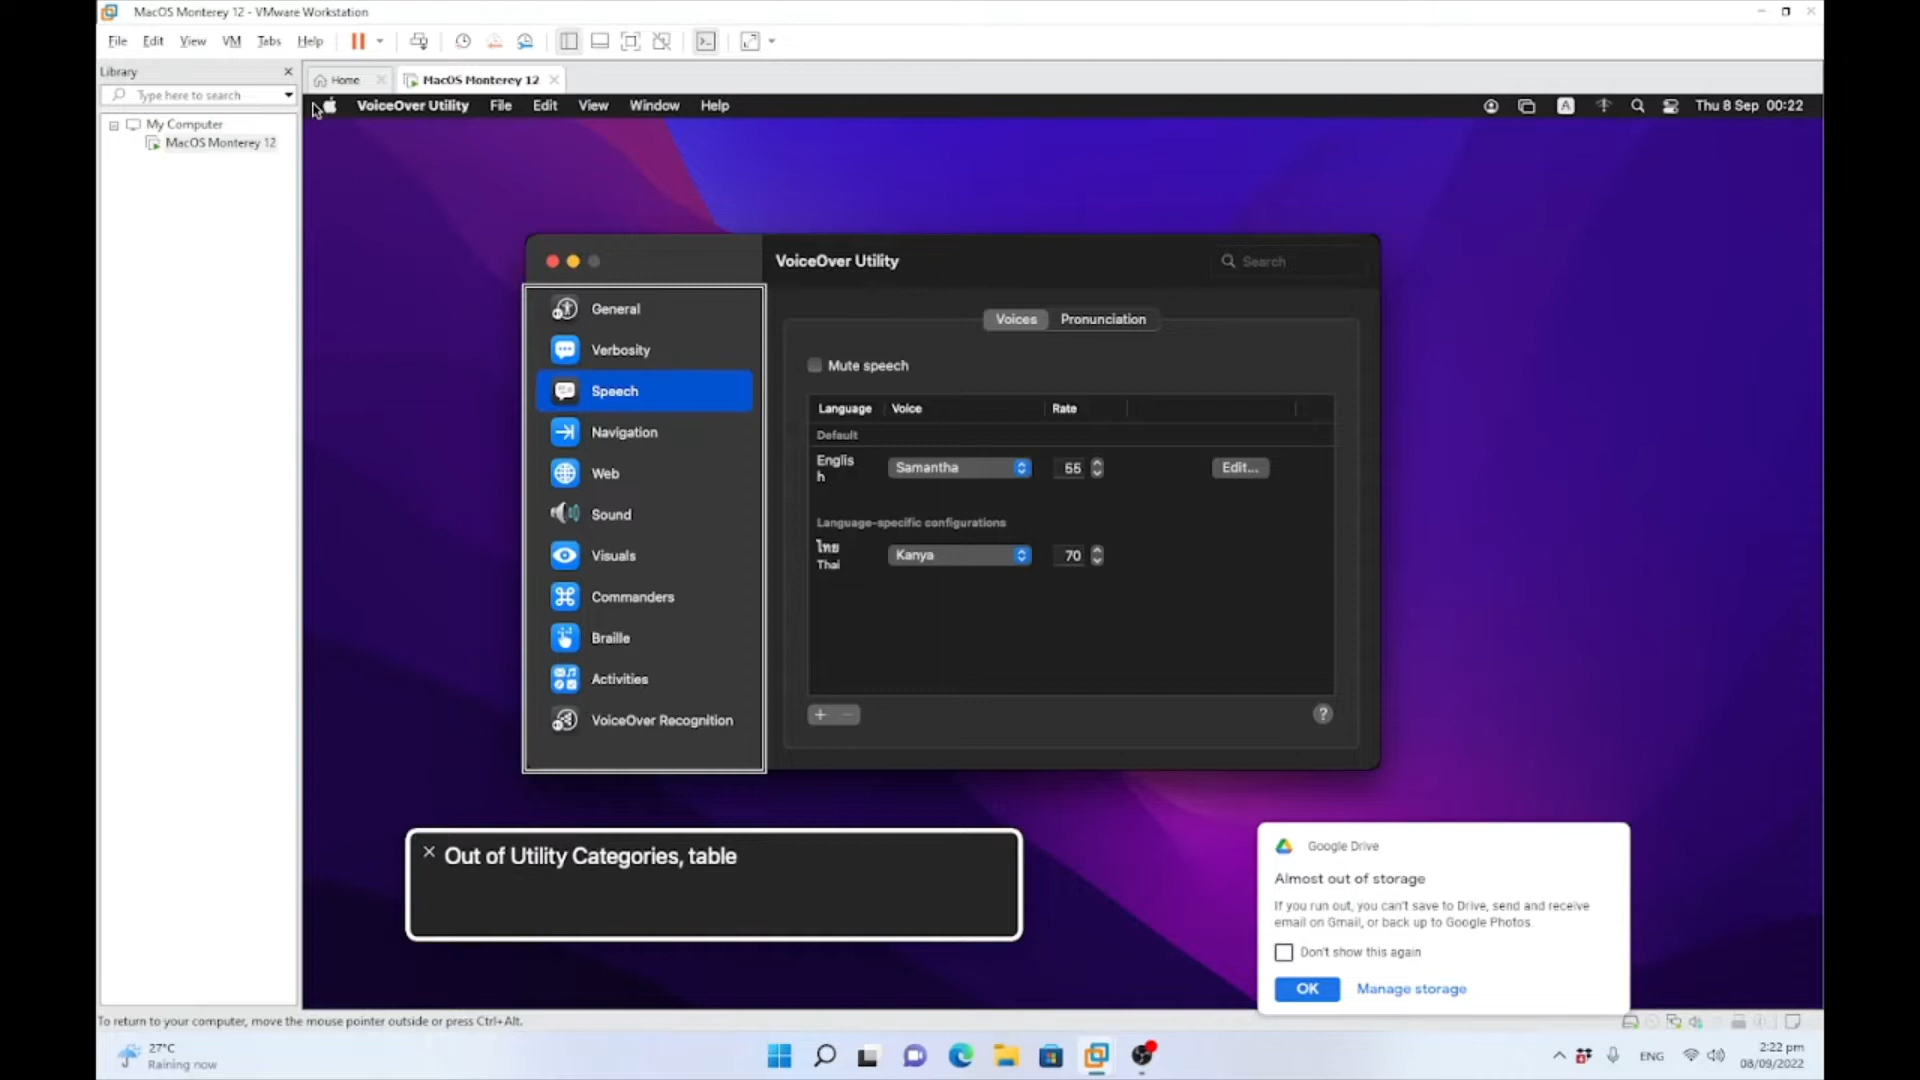 MacOS Monterey 12 - VMware Workstation
File Edit View VM Tabs Help
Library
Type here to search
My Computer
MacOS Monterey 12
Home
MacOS Monterey 12
VoiceOver Utility File Edit View Window Help
A
Thu 8 Sep 00:22
VoiceOver Utility
Search
General
Verbosity
Speech
Navigation
Web
Sound
Visuals
Commanders
Braille
Activities
VoiceOver Recognition
Voices Pronunciation
Mute speech
Language Voice Rate
Default
Englis
h
Samantha 55 Edit...
Language-specific configurations
ไทย
Thai
Kanya 70
+ −
?
Out of Utility Categories, table
Google Drive
Almost out of storage
If you run out, you can't save to Drive, send and receive
email on Gmail, or back up to Google Photos.
Don't show this again
OK Manage storage
To return to your computer, move the mouse pointer outside or press Ctrl+Alt.
27°C
Raining now
ENG
2:22 pm
08/09/2022